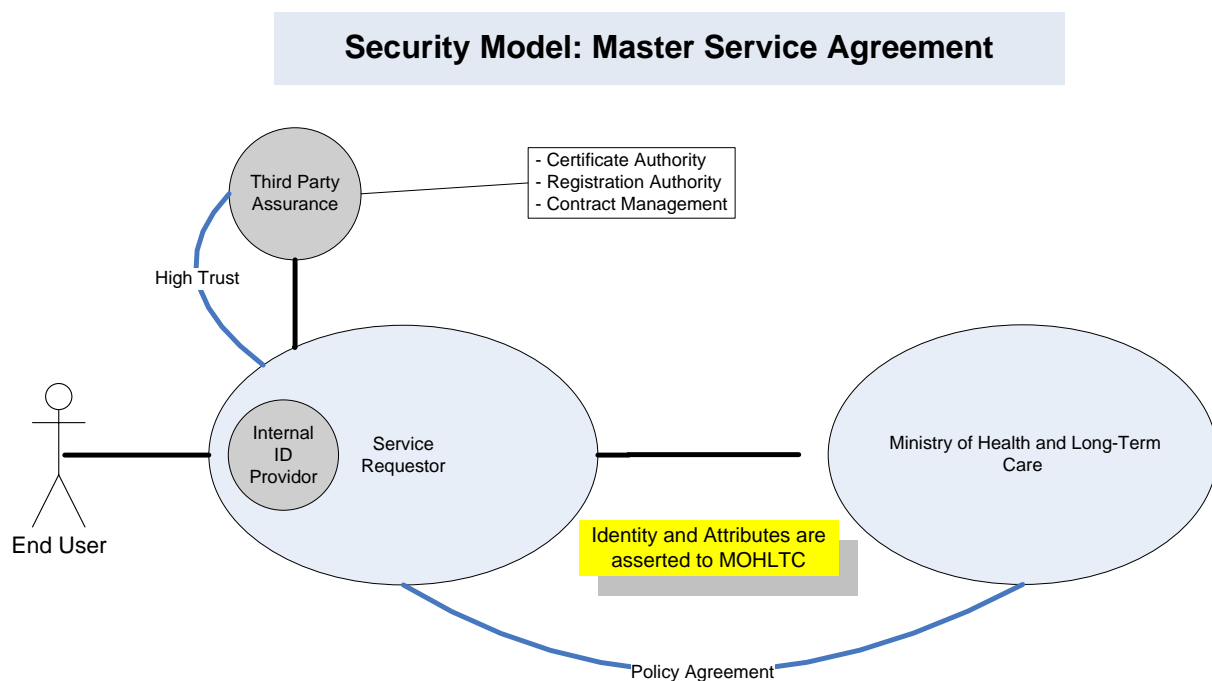 Security Model: Master Service Agreement
Third Party
Assurance
- Certificate Authority
- Registration Authority
- Contract Management
High Trust
Internal
ID
Providor
Service
Requestor
Ministry of Health and Long-Term
Care
End User
Identity and Attributes are
asserted to MOHLTC
Policy Agreement